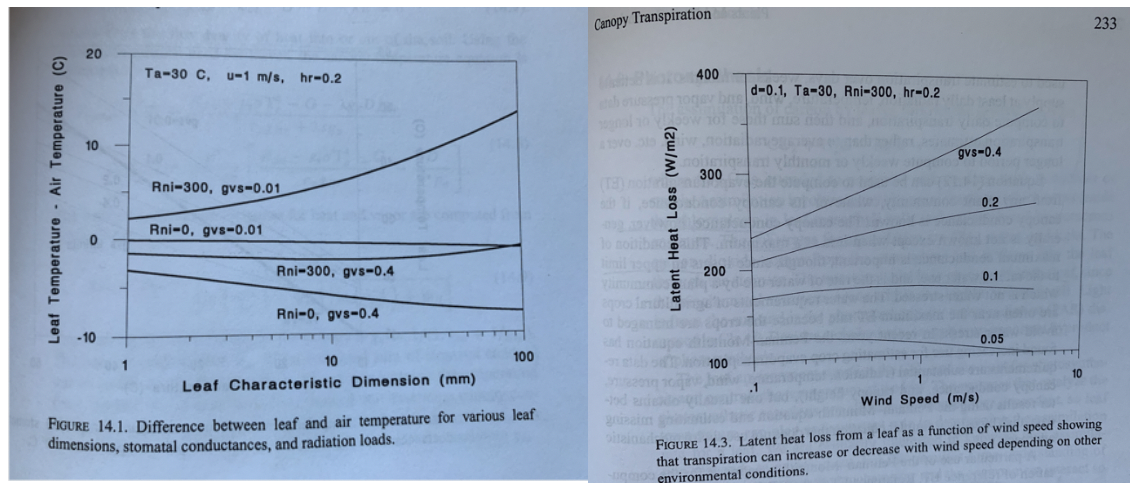 20
10
0
-10
Leaf Temperature - Air Temperature (C)
Ta=30 C, u=1 m/s, hr=0.2
Rni=300, gvs=0.01
Rni=0, gvs=0.01
Rni=300, gvs=0.4
Rni=0, gvs=0.4
1 10 100
Leaf Characteristic Dimension (mm)
FIGURE 14.1. Difference between leaf and air temperature for various leaf
dimensions, stomatal conductances, and radiation loads.
Canopy Transpiration
233
400
300
200
100
Latent Heat Loss (W/m2)
d=0.1, Ta=30, Rni=300, hr=0.2
gvs=0.4
0.2
0.1
0.05
.1 1 10
Wind Speed (m/s)
FIGURE 14.3. Latent heat loss from a leaf as a function of wind speed showing
that transpiration can increase or decrease with wind speed depending on other
environmental conditions.